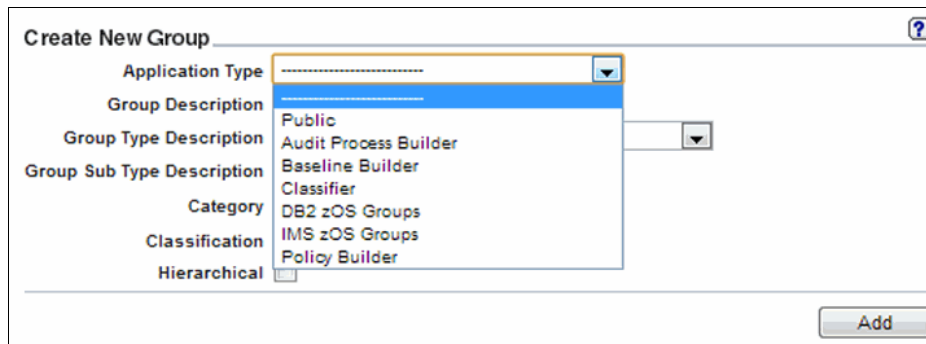 Create New Group
?
Application Type --------------------------
--------------------------
Group Description
Public
Group Type Description
Audit Process Builder
Baseline Builder
Group Sub Type Description
Classifier
Category
DB2 zOS Groups
IMS zOS Groups
Classification
Policy Builder
Hierarchical
Add